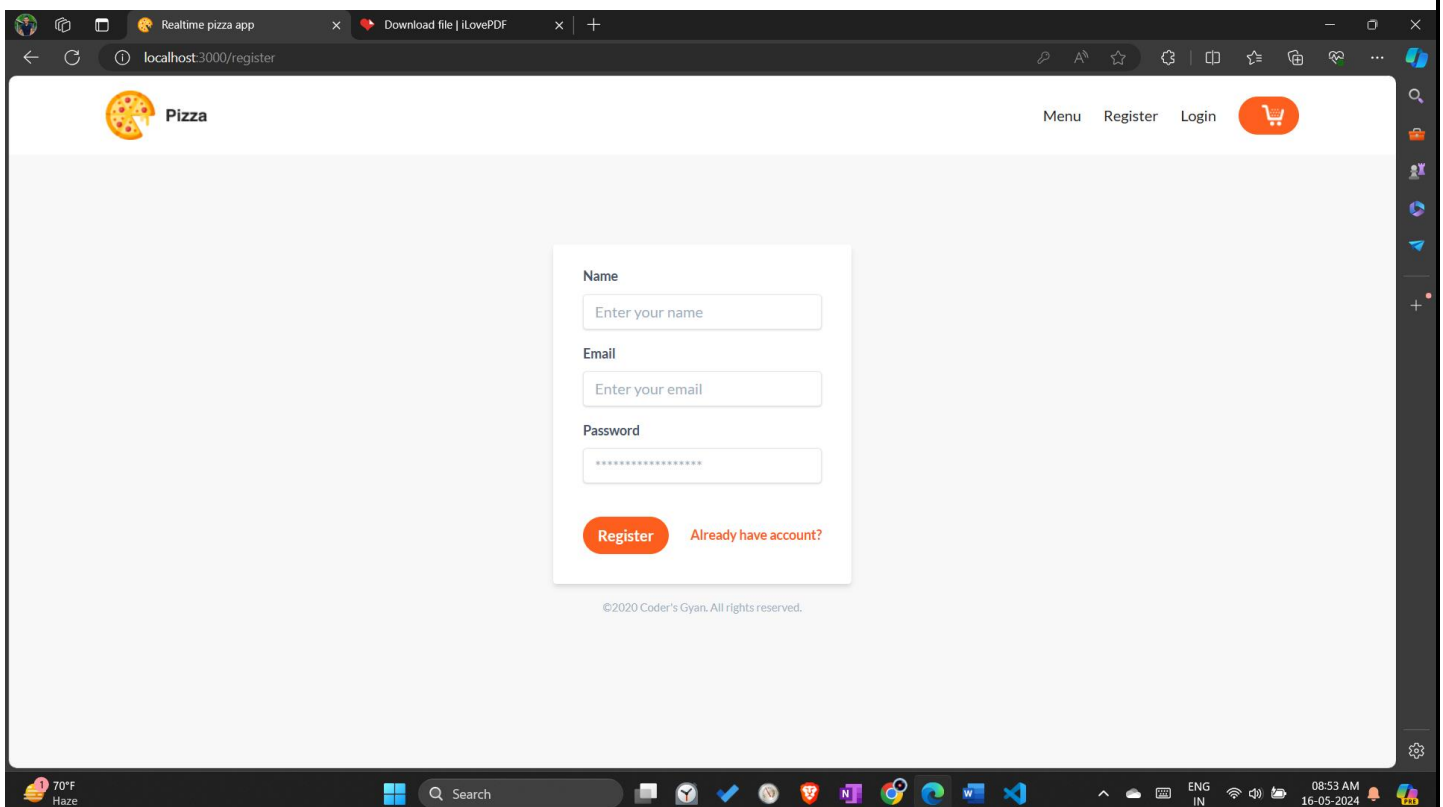 Realtime pizza app
Download file | iLovePDF
localhost:3000/register
Pizza
Menu Register Login
Name
Enter your name
Email
Enter your email
Password
******************
Register Already have account?
©2020 Coder's Gyan. All rights reserved.
1
70°F
Haze
Search
ENG
IN
08:53 AM
16-05-2024